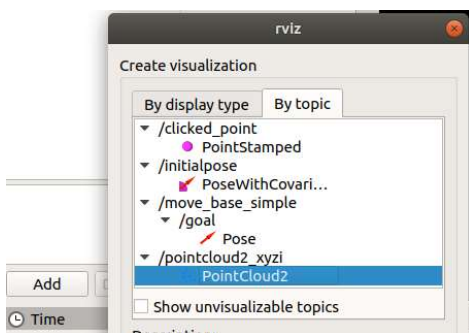 rviz
Create visualization
By display type By topic
/clicked_point
PointStamped
/initialpose
PoseWithCovari...
/move_base_simple
/goal
Pose
/pointcloud2_xyzi
PointCloud2
Add
Show unvisualizable topics
Time